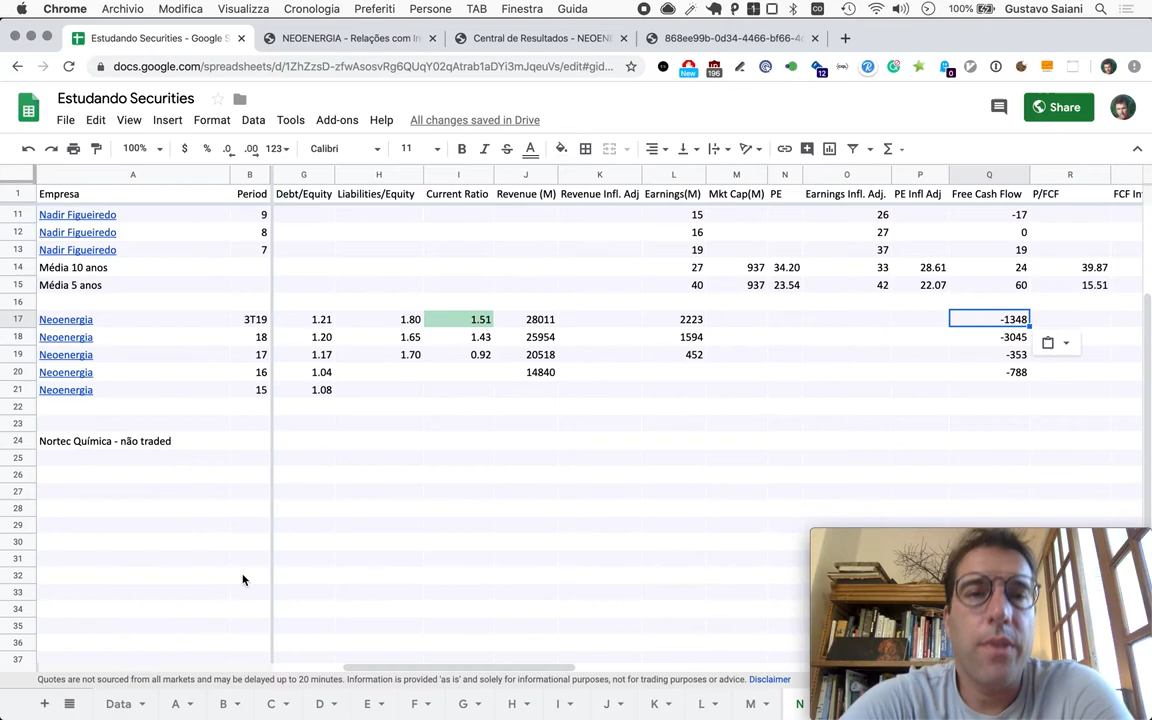 Chrome Archivio Modifica Visualizza Cronologia Preferiti Persone TAB Finestra Guida 100% Gustavo Saiani
Estudando Securities - Google S NEOENERGIA - Relações com In Central de Resultados - NEOEN 868ee99b-0d34-4466-bf66-4c
docs.google.com/spreadsheets/d/1ZhZzsD-zfwAsosvRg6QUqY02qAtrab1aDYi3mJqeuVs/edit#gid... New 196 12 0
Estudando Securities
File Edit View Insert Format Data Tools Add-ons Help All changes saved in Drive Share
100% $ % .0 .00 123 Calibri 11 B I S A
A B G H I J K L M N O P Q R
1 Empresa Period Debt/Equity Liabilities/Equity Current Ratio Revenue (M) Revenue Infl. Adj Earnings(M) Mkt Cap(M) PE Earnings Infl. Adj. PE Infl Adj Free Cash Flow P/FCF FCF In
11 Nadir Figueiredo 9 15 26 -17
12 Nadir Figueiredo 8 16 27 0
13 Nadir Figueiredo 7 19 37 19
14 Média 10 anos 27 937 34.20 33 28.61 24 39.87
15 Média 5 anos 40 937 23.54 42 22.07 60 15.51
16
17 Neoenergia 3T19 1.21 1.80 1.51 28011 2223 -1348
18 Neoenergia 18 1.20 1.65 1.43 25954 1594 -3045
19 Neoenergia 17 1.17 1.70 0.92 20518 452 -353
20 Neoenergia 16 1.04 14840 -788
21 Neoenergia 15 1.08
22
23
24 Nortec Química - não traded
25
26
27
28
29
30
31
32
33
34
35
36
37
Quotes are not sourced from all markets and may be delayed up to 20 minutes. Information is provided 'as is' and solely for informational purposes, not for trading purposes or advice. Disclaimer
Data A B C D E F G H I J K L M N